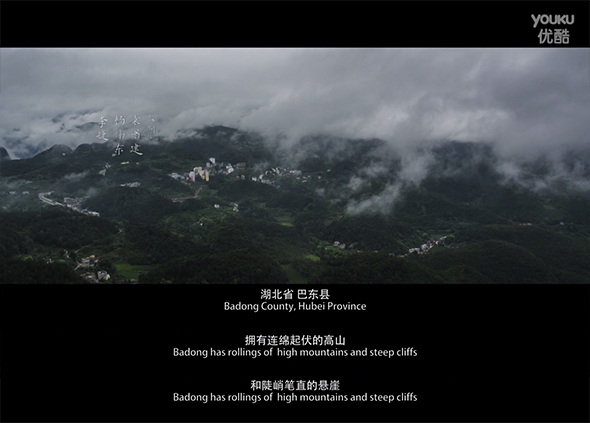 YOUKU
优酷
湖北省 巴东县
Badong County, Hubei Province
拥有连绵起伏的高山
Badong has rollings of high mountains and steep cliffs
和陡峭笔直的悬崖
Badong has rollings of high mountains and steep cliffs